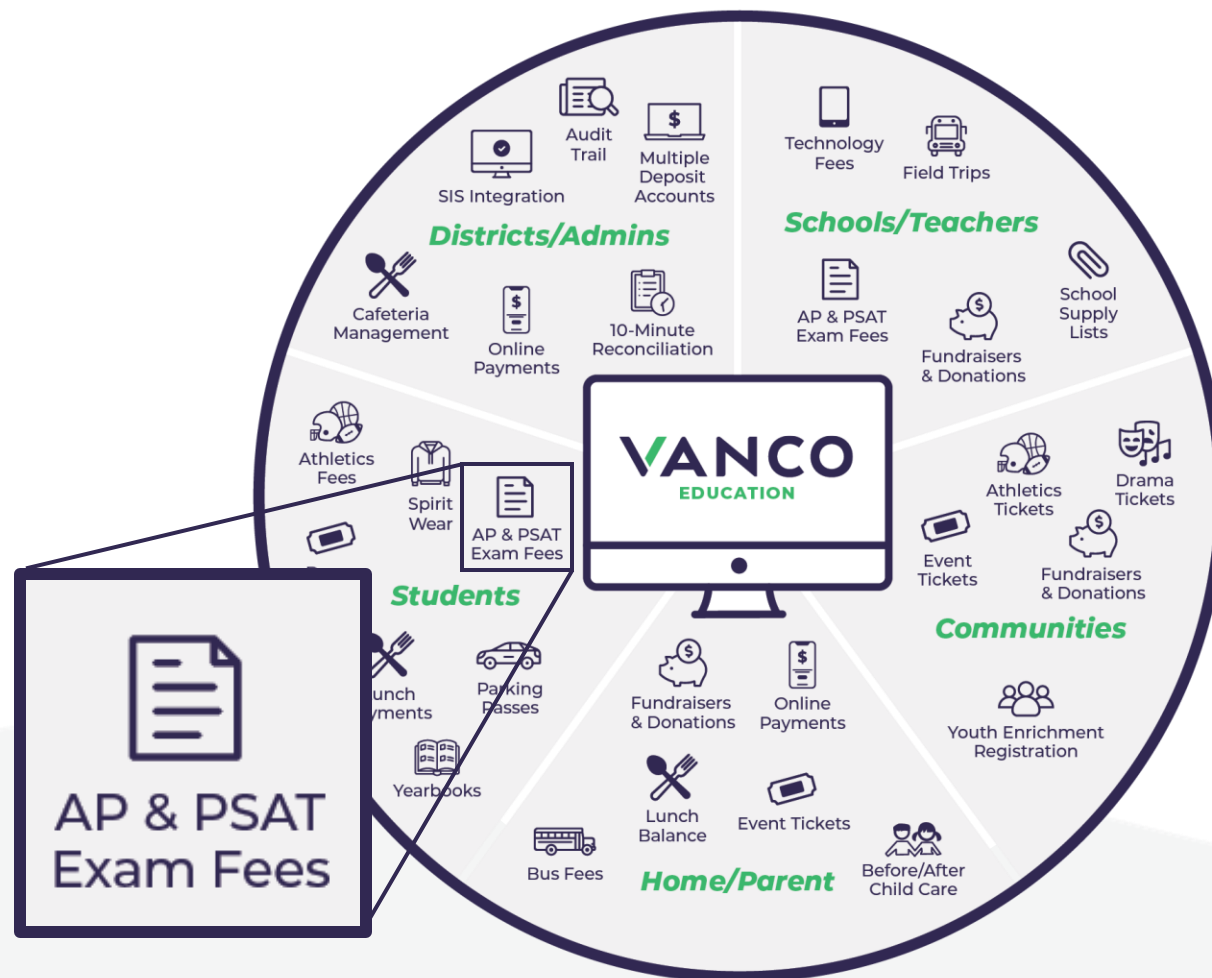 Audit
Trail
SIS Integration
Multiple
Deposit
Accounts
Districts/Admins
Cafeteria
Management
Online
Payments
10-Minute
Reconciliation
Technology
Fees
Field Trips
Schools/Teachers
AP & PSAT
Exam Fees
Fundraisers
& Donations
School
Supply
Lists
VANCO
EDUCATION
Athletics
Fees
Spirit
Wear
AP & PSAT
Exam Fees
Students
Parking
Passes
Yearbooks
AP & PSAT
Exam Fees
Athletics
Tickets
Drama
Tickets
Event
Tickets
Fundraisers
& Donations
Communities
Youth Enrichment
Registration
Fundraisers
& Donations
Online
Payments
Lunch
Balance
Event Tickets
Bus Fees
Home/Parent
Before/After
Child Care